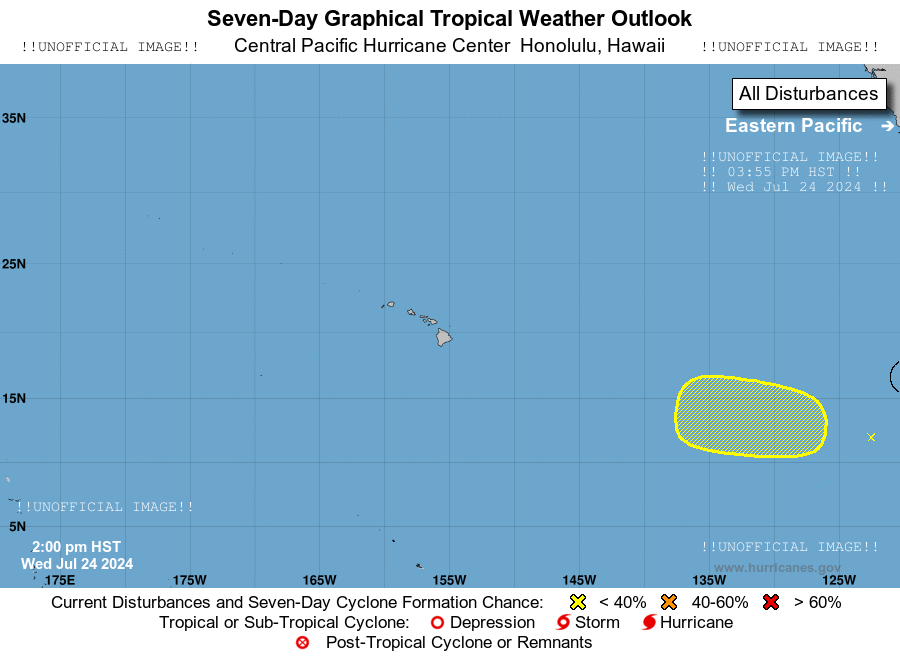 Seven-Day Graphical Tropical Weather Outlook
!!UNOFFICIAL IMAGE!! Central Pacific Hurricane Center Honolulu, Hawaii !!UNOFFICIAL IMAGE!!
All Disturbances
35N
Eastern Pacific →
!!UNOFFICIAL IMAGE!!
!! 03:55 PM HST !!
!! Wed Jul 24 2024 !!
25N
15N
!!UNOFFICIAL IMAGE!!
5N
2:00 pm HST
Wed Jul 24 2024
!!UNOFFICIAL IMAGE!!
www.hurricanes.gov
175E 175W 165W 155W 145W 135W 125W
Current Disturbances and Seven-Day Cyclone Formation Chance: < 40% 40-60% > 60%
Tropical or Sub-Tropical Cyclone: Depression Storm Hurricane
Post-Tropical Cyclone or Remnants